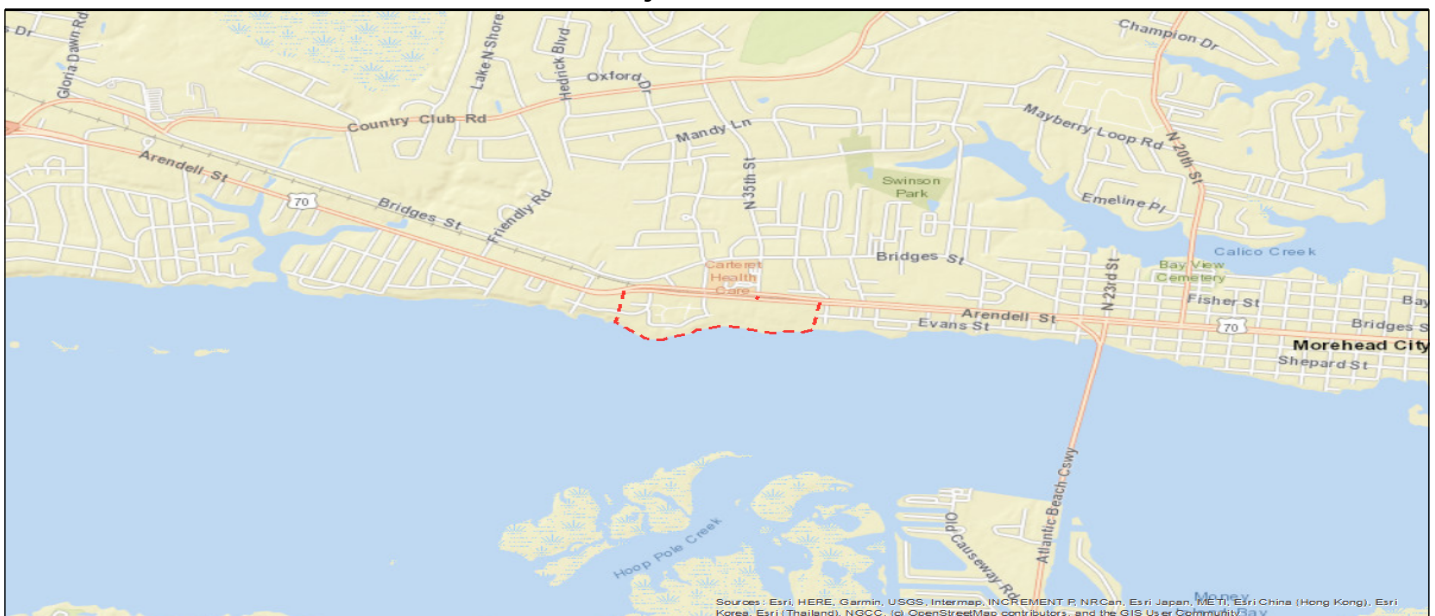 Champion Dr
s Dr
Gloria Dawn Rd
Lake N Shore
Hedrick Blvd
Oxford Dr
Country Club Rd
Mandy Ln
Mayberry Loop Rd
N 20th St
Arendell St
N 35th St
Swinson
Park
70
Bridges St
Friendly Rd
Emeline Pl
Calico Creek
Bridges St
Carteret
Health
Care
Bay View
Cemetery
N 23rd St
Fisher St
Bay
Arendell St
Evans St
70
Bridges S
Morehead City
Shepard St
Hoop Pole Creek
Old Causeway Rd
Atlantic Beach Cswy
Money
Bay
Sources: Esri, HERE, Garmin, USGS, Intermap, INCREMENT P, NRCan, Esri Japan, METI, Esri China (Hong Kong), Esri
Korea, Esri (Thailand), NGCC, (c) OpenStreetMap contributors, and the GIS User Community